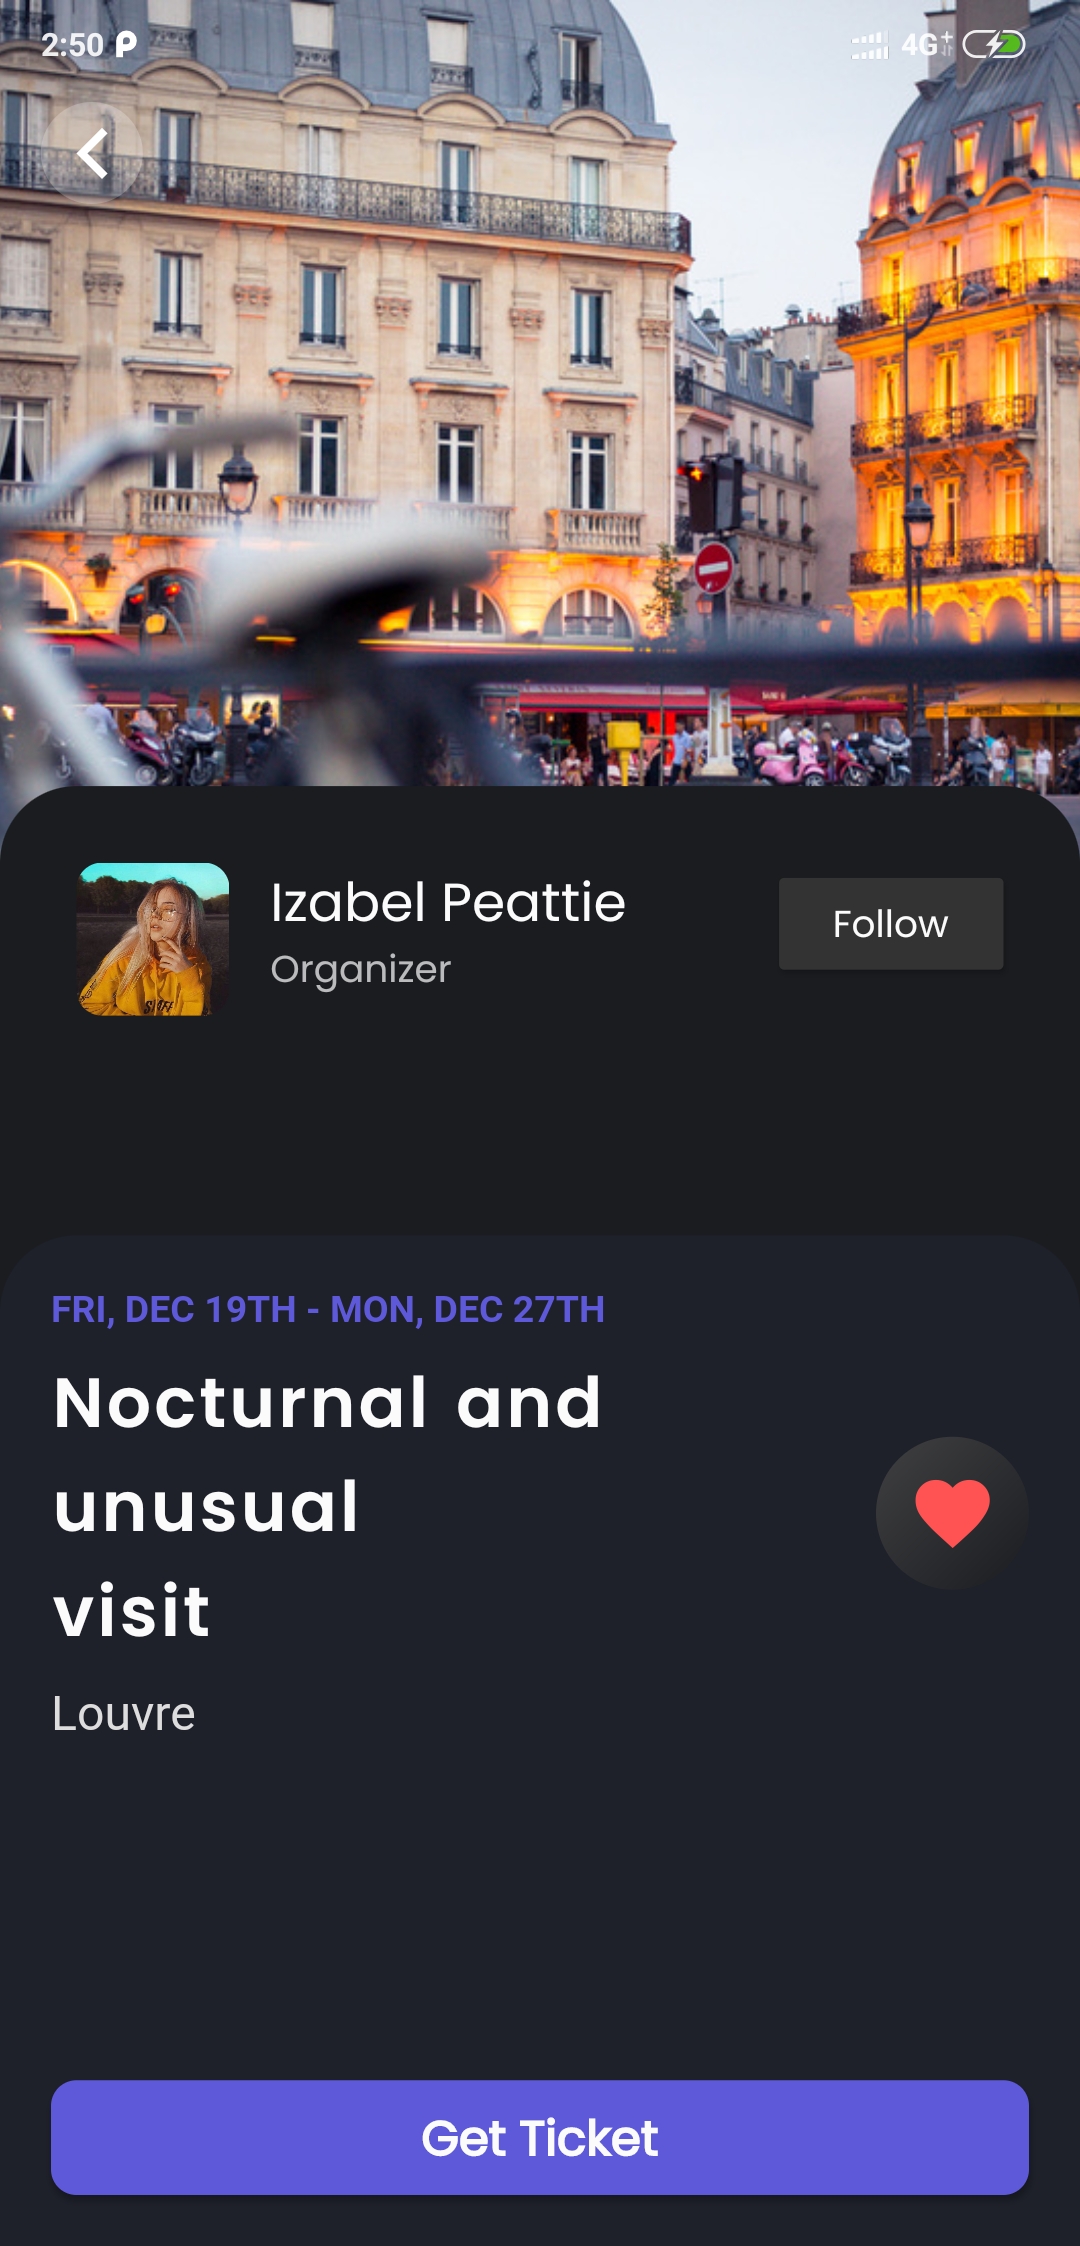 2:50
4G+
Izabel Peattie
Organizer
Follow
FRI, DEC 19TH - MON, DEC 27TH
Nocturnal and
unusual
visit
Louvre
Get Ticket